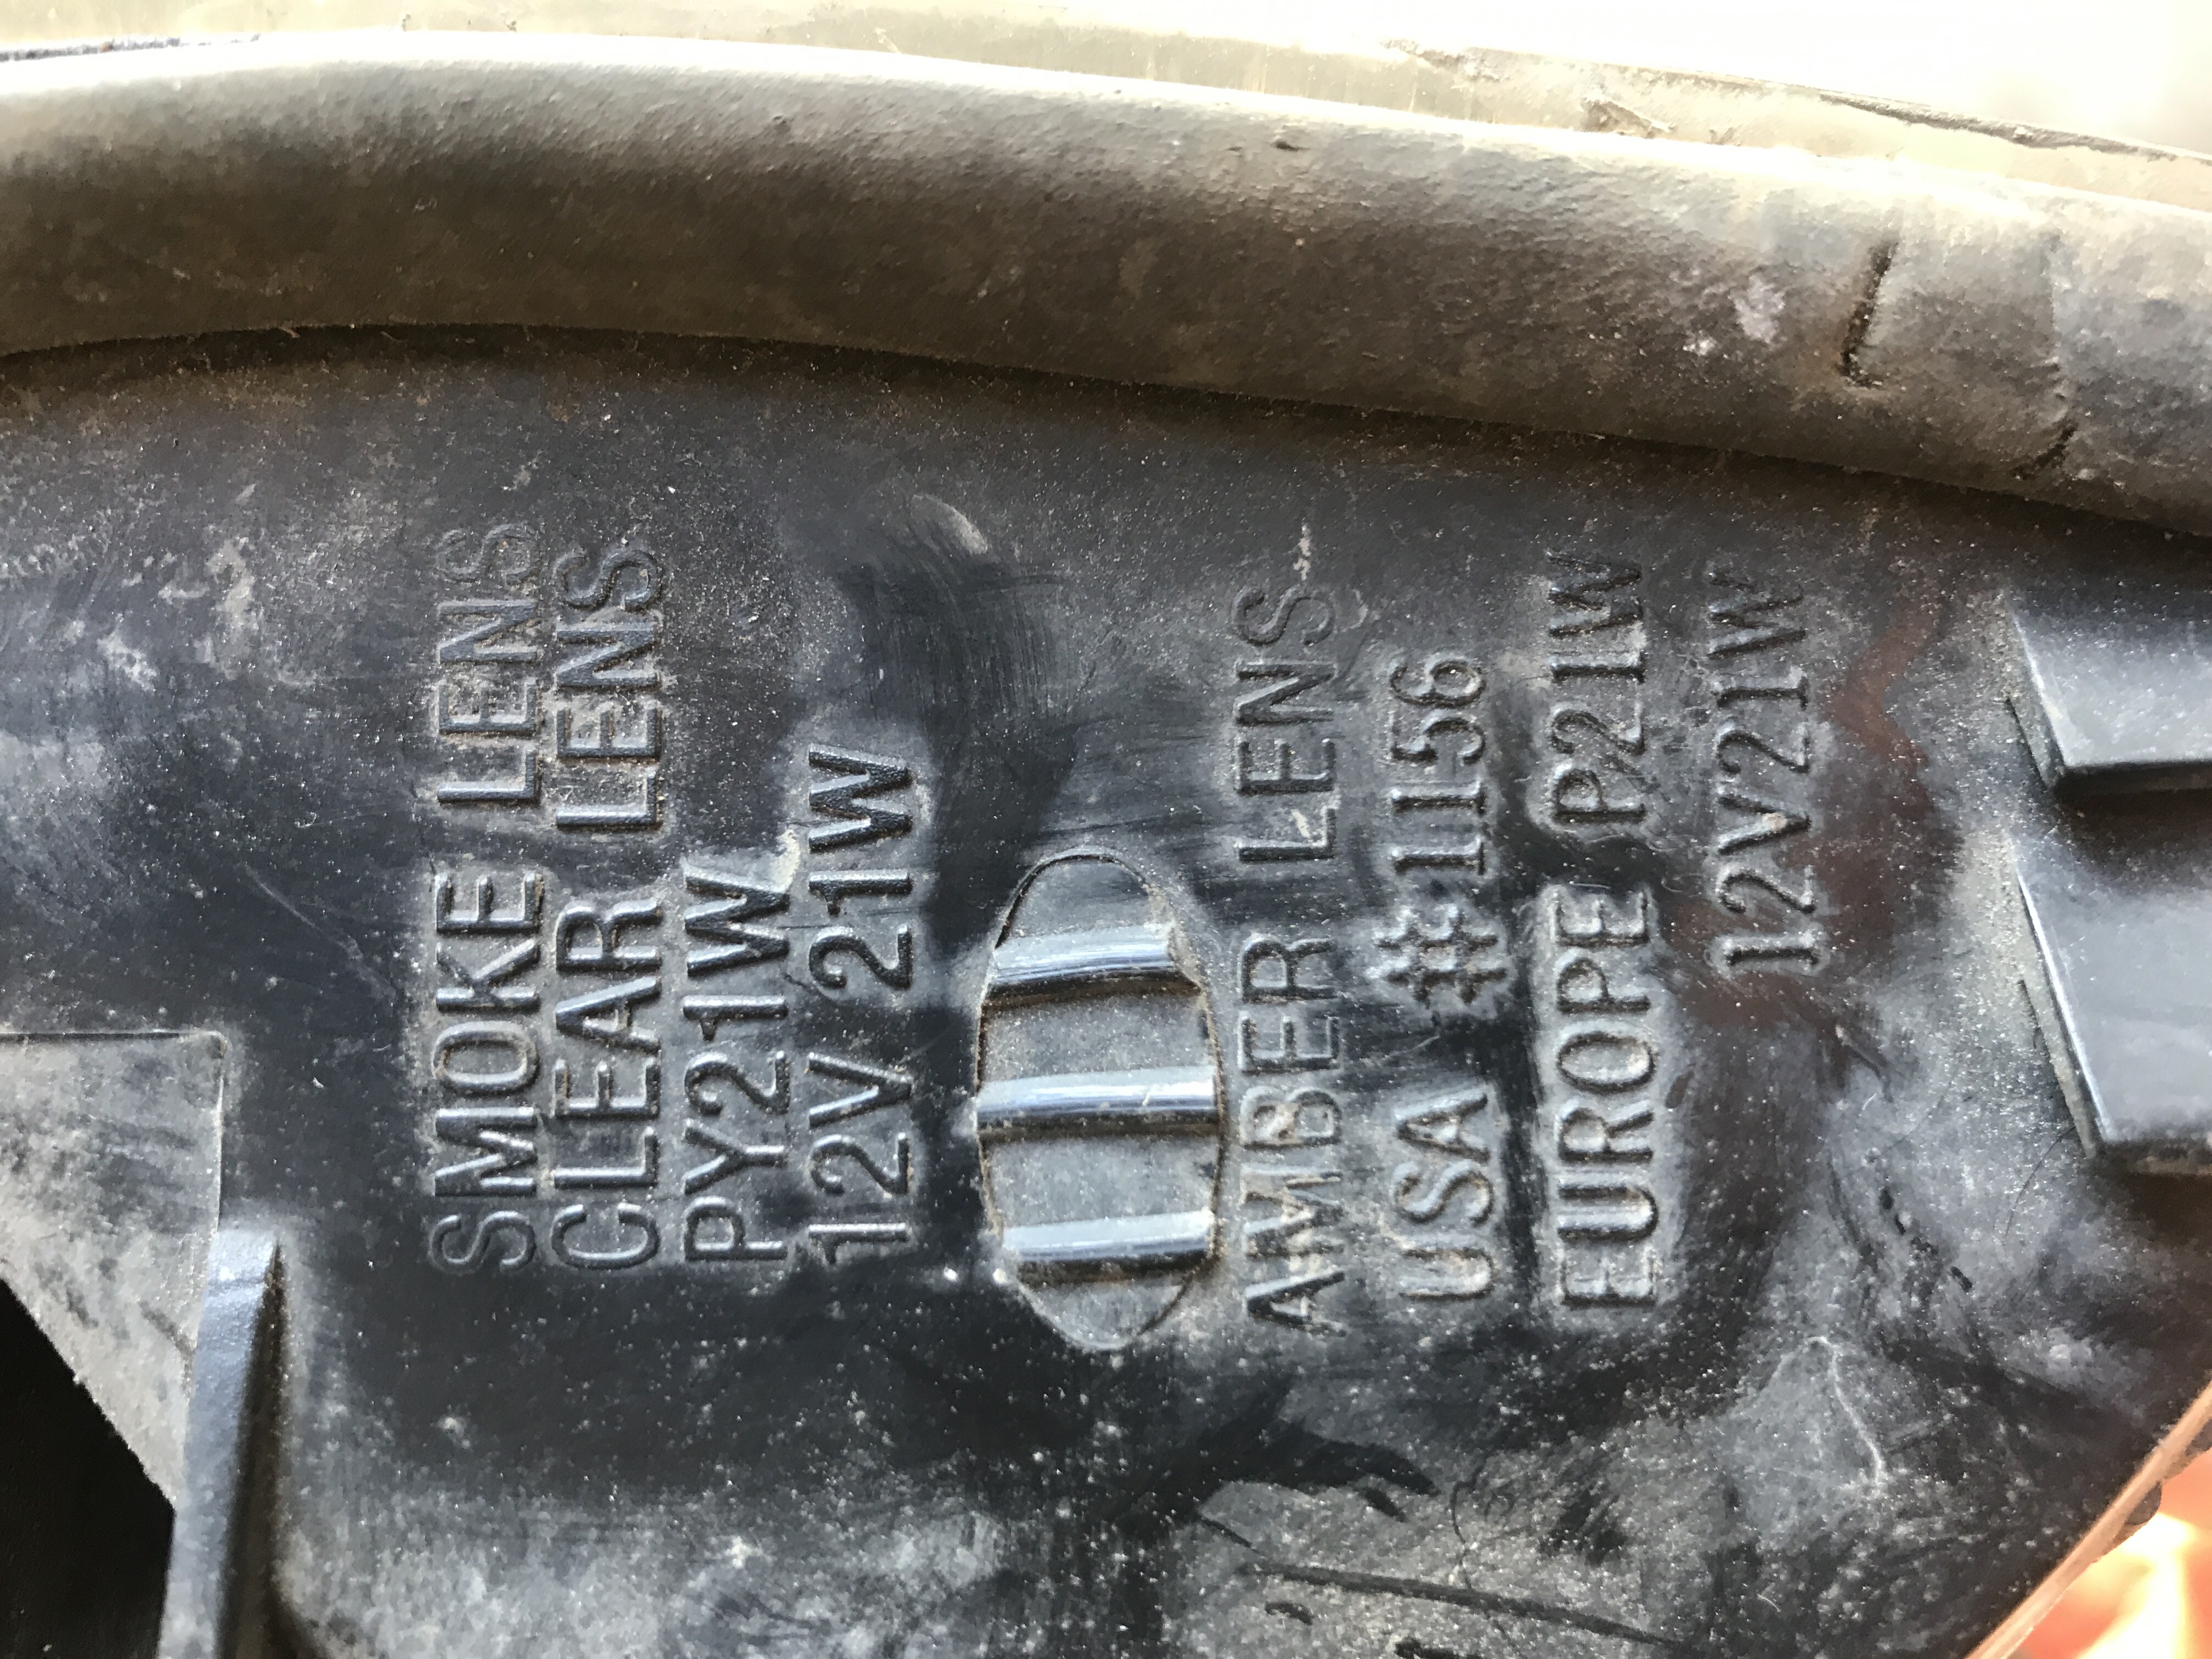 SMOKE LENS
CLEAR LENS
PY21W
12V 21W
AMBER LENS
USA #1156
EUROPE P21W
12V21W